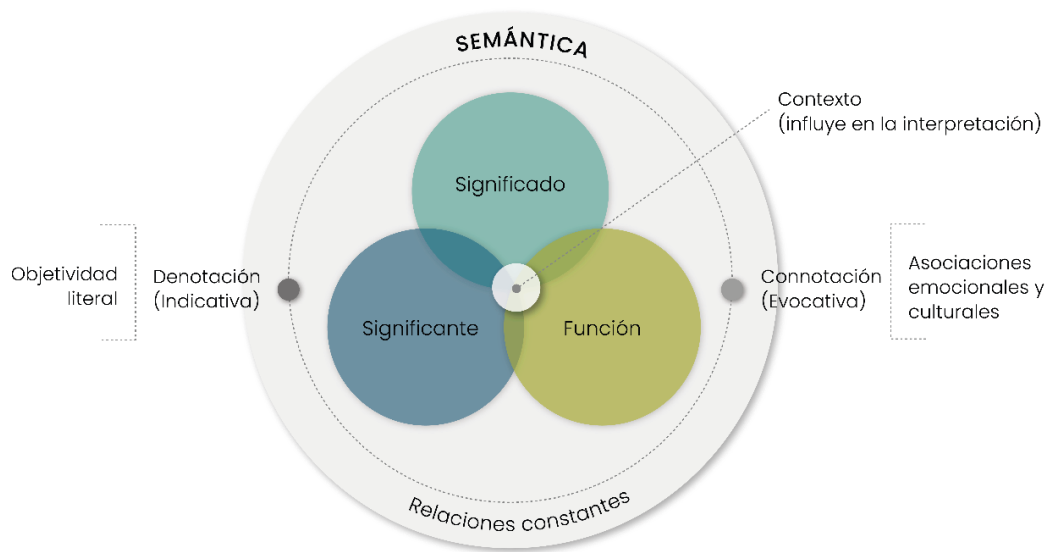 SEMÁNTICA
Contexto
(influye en la interpretación)
Significado
Objetividad
literal
Denotación
(Indicativa)
Connotación
(Evocativa)
Asociaciones
emocionales y
culturales
Significante
Función
Relaciones constantes